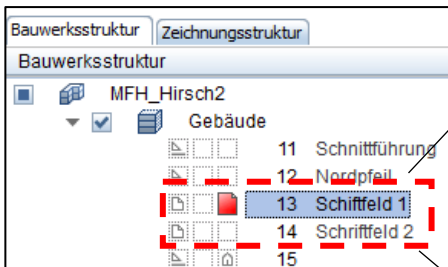 Bauwerksstruktur Zeichnungsstruktur
Bauwerksstruktur
MFH_Hirsch2
Gebäude
11 Schnittführung
12 Nordpfeil
13 Schiftfeld 1
14 Schriftfeld 2
15